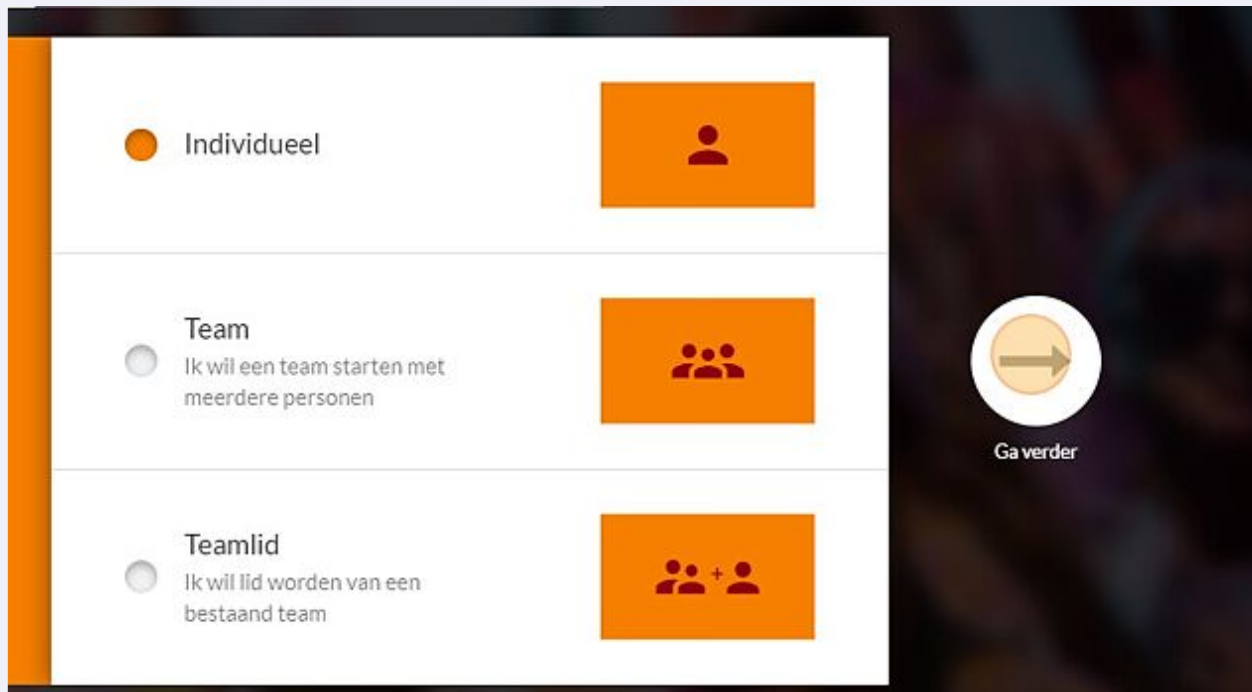 Individueel
Team
Ik wil een team starten met
meerdere personen
Ga verder
Teamlid
Ik wil lid worden van een
bestaand team